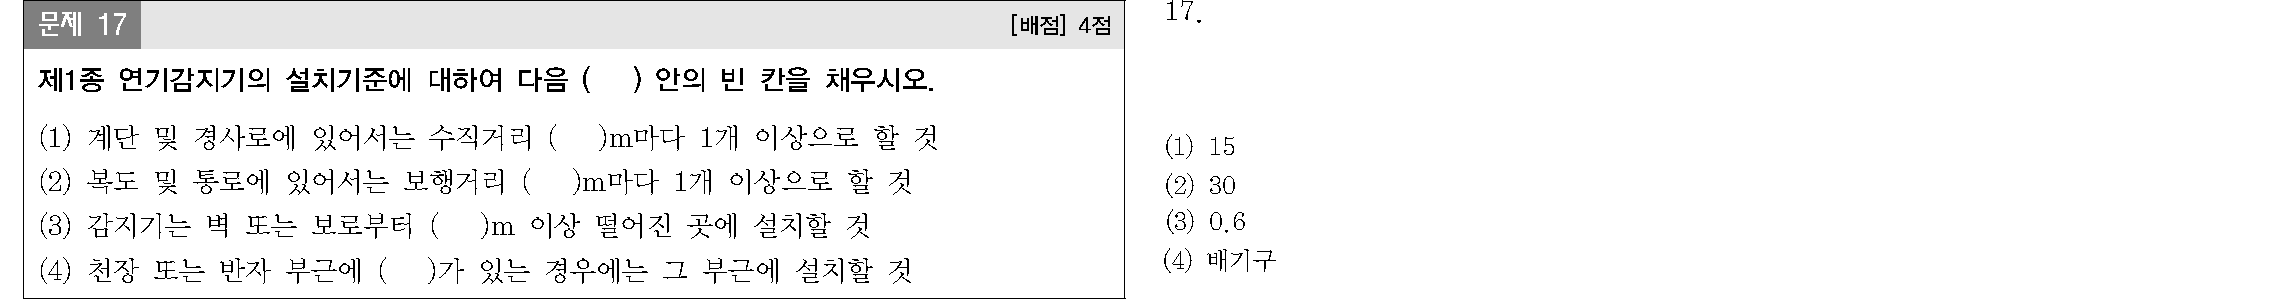 문제 17
[배점] 4점
제1종 연기감지기의 설치기준에 대하여 다음 (    ) 안의 빈 칸을 채우시오.
(1) 계단 및 경사로에 있어서는 수직거리 (    )m마다 1개 이상으로 할 것
(2) 복도 및 통로에 있어서는 보행거리 (    )m마다 1개 이상으로 할 것
(3) 감지기는 벽 또는 보로부터 (    )m 이상 떨어진 곳에 설치할 것
(4) 천장 또는 반자 부근에 (    )가 있는 경우에는 그 부근에 설치할 것
17.
(1) 15
(2) 30
(3) 0.6
(4) 배기구